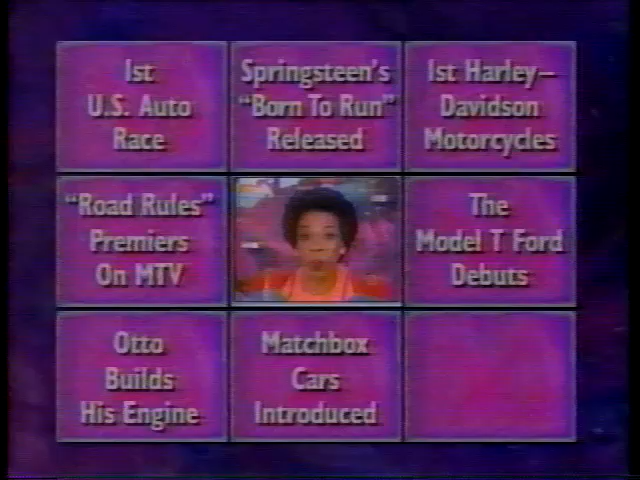 1st
U.S. Auto
Race
Springsteen's
"Born To Run"
Released
1st Harley–
Davidson
Motorcycles
"Road Rules"
Premiers
On MTV
The
Model T Ford
Debuts
Otto
Builds
His Engine
Matchbox
Cars
Introduced